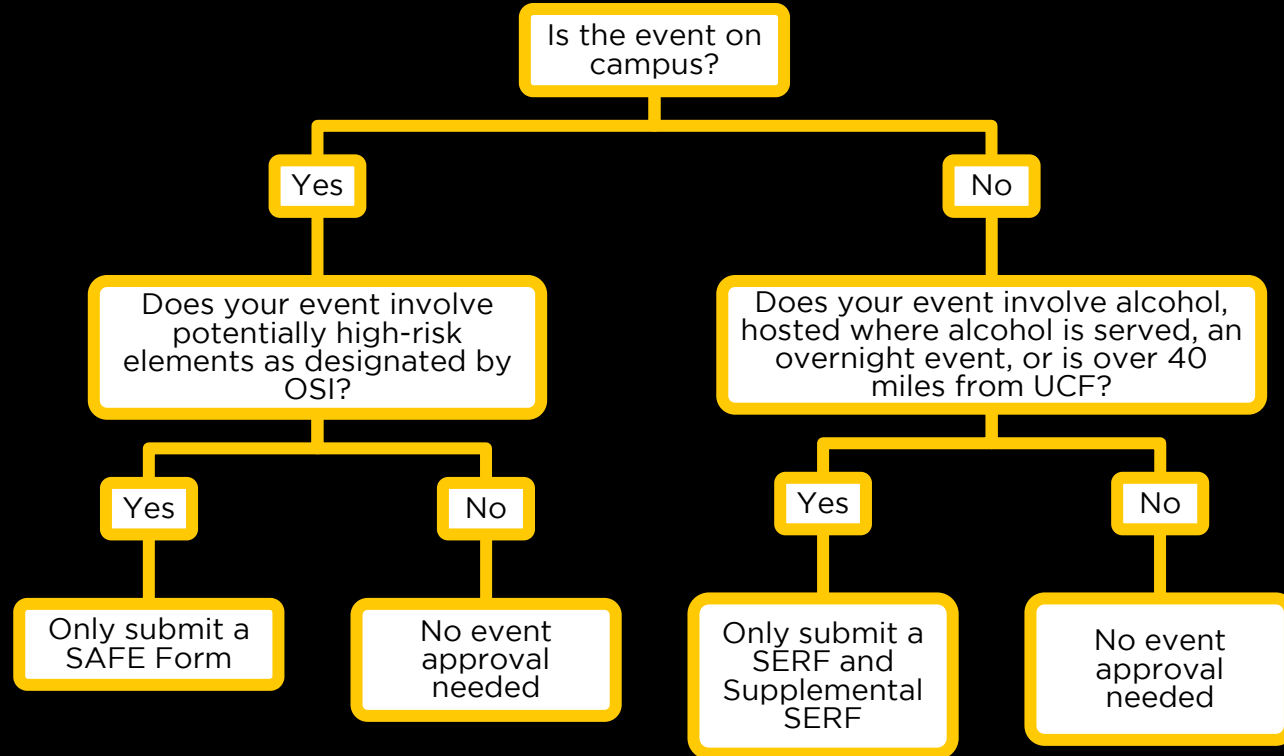 Is the event on
campus?
Yes
No
Does your event involve
potentially high-risk
elements as designated by
OSI?
Does your event involve alcohol,
hosted where alcohol is served, an
overnight event, or is over 40
miles from UCF?
Yes
No
Yes
No
Only submit a
SAFE Form
No event
approval
needed
Only submit a
SERF and
Supplemental
SERF
No event
approval
needed